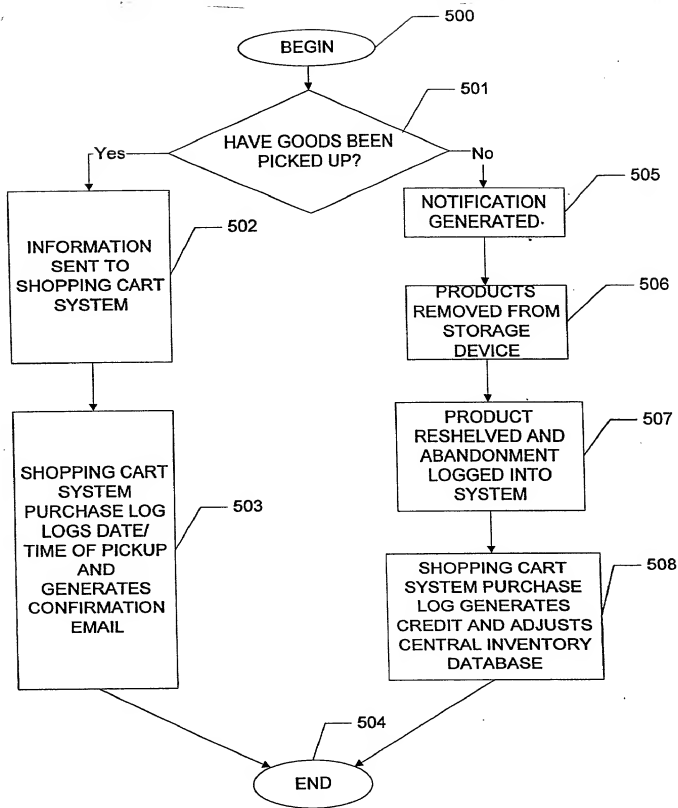 500
BEGIN
501
HAVE GOODS BEEN
PICKED UP?
Yes
No
502
INFORMATION
SENT TO
SHOPPING CART
SYSTEM
503
SHOPPING CART
SYSTEM
PURCHASE LOG
LOGS DATE/
TIME OF PICKUP
AND
GENERATES
CONFIRMATION
EMAIL
505
NOTIFICATION
GENERATED
506
PRODUCTS
REMOVED FROM
STORAGE
DEVICE
507
PRODUCT
RESHELVED AND
ABANDONMENT
LOGGED INTO
SYSTEM
508
SHOPPING CART
SYSTEM PURCHASE
LOG GENERATES
CREDIT AND ADJUSTS
CENTRAL INVENTORY
DATABASE
504
END